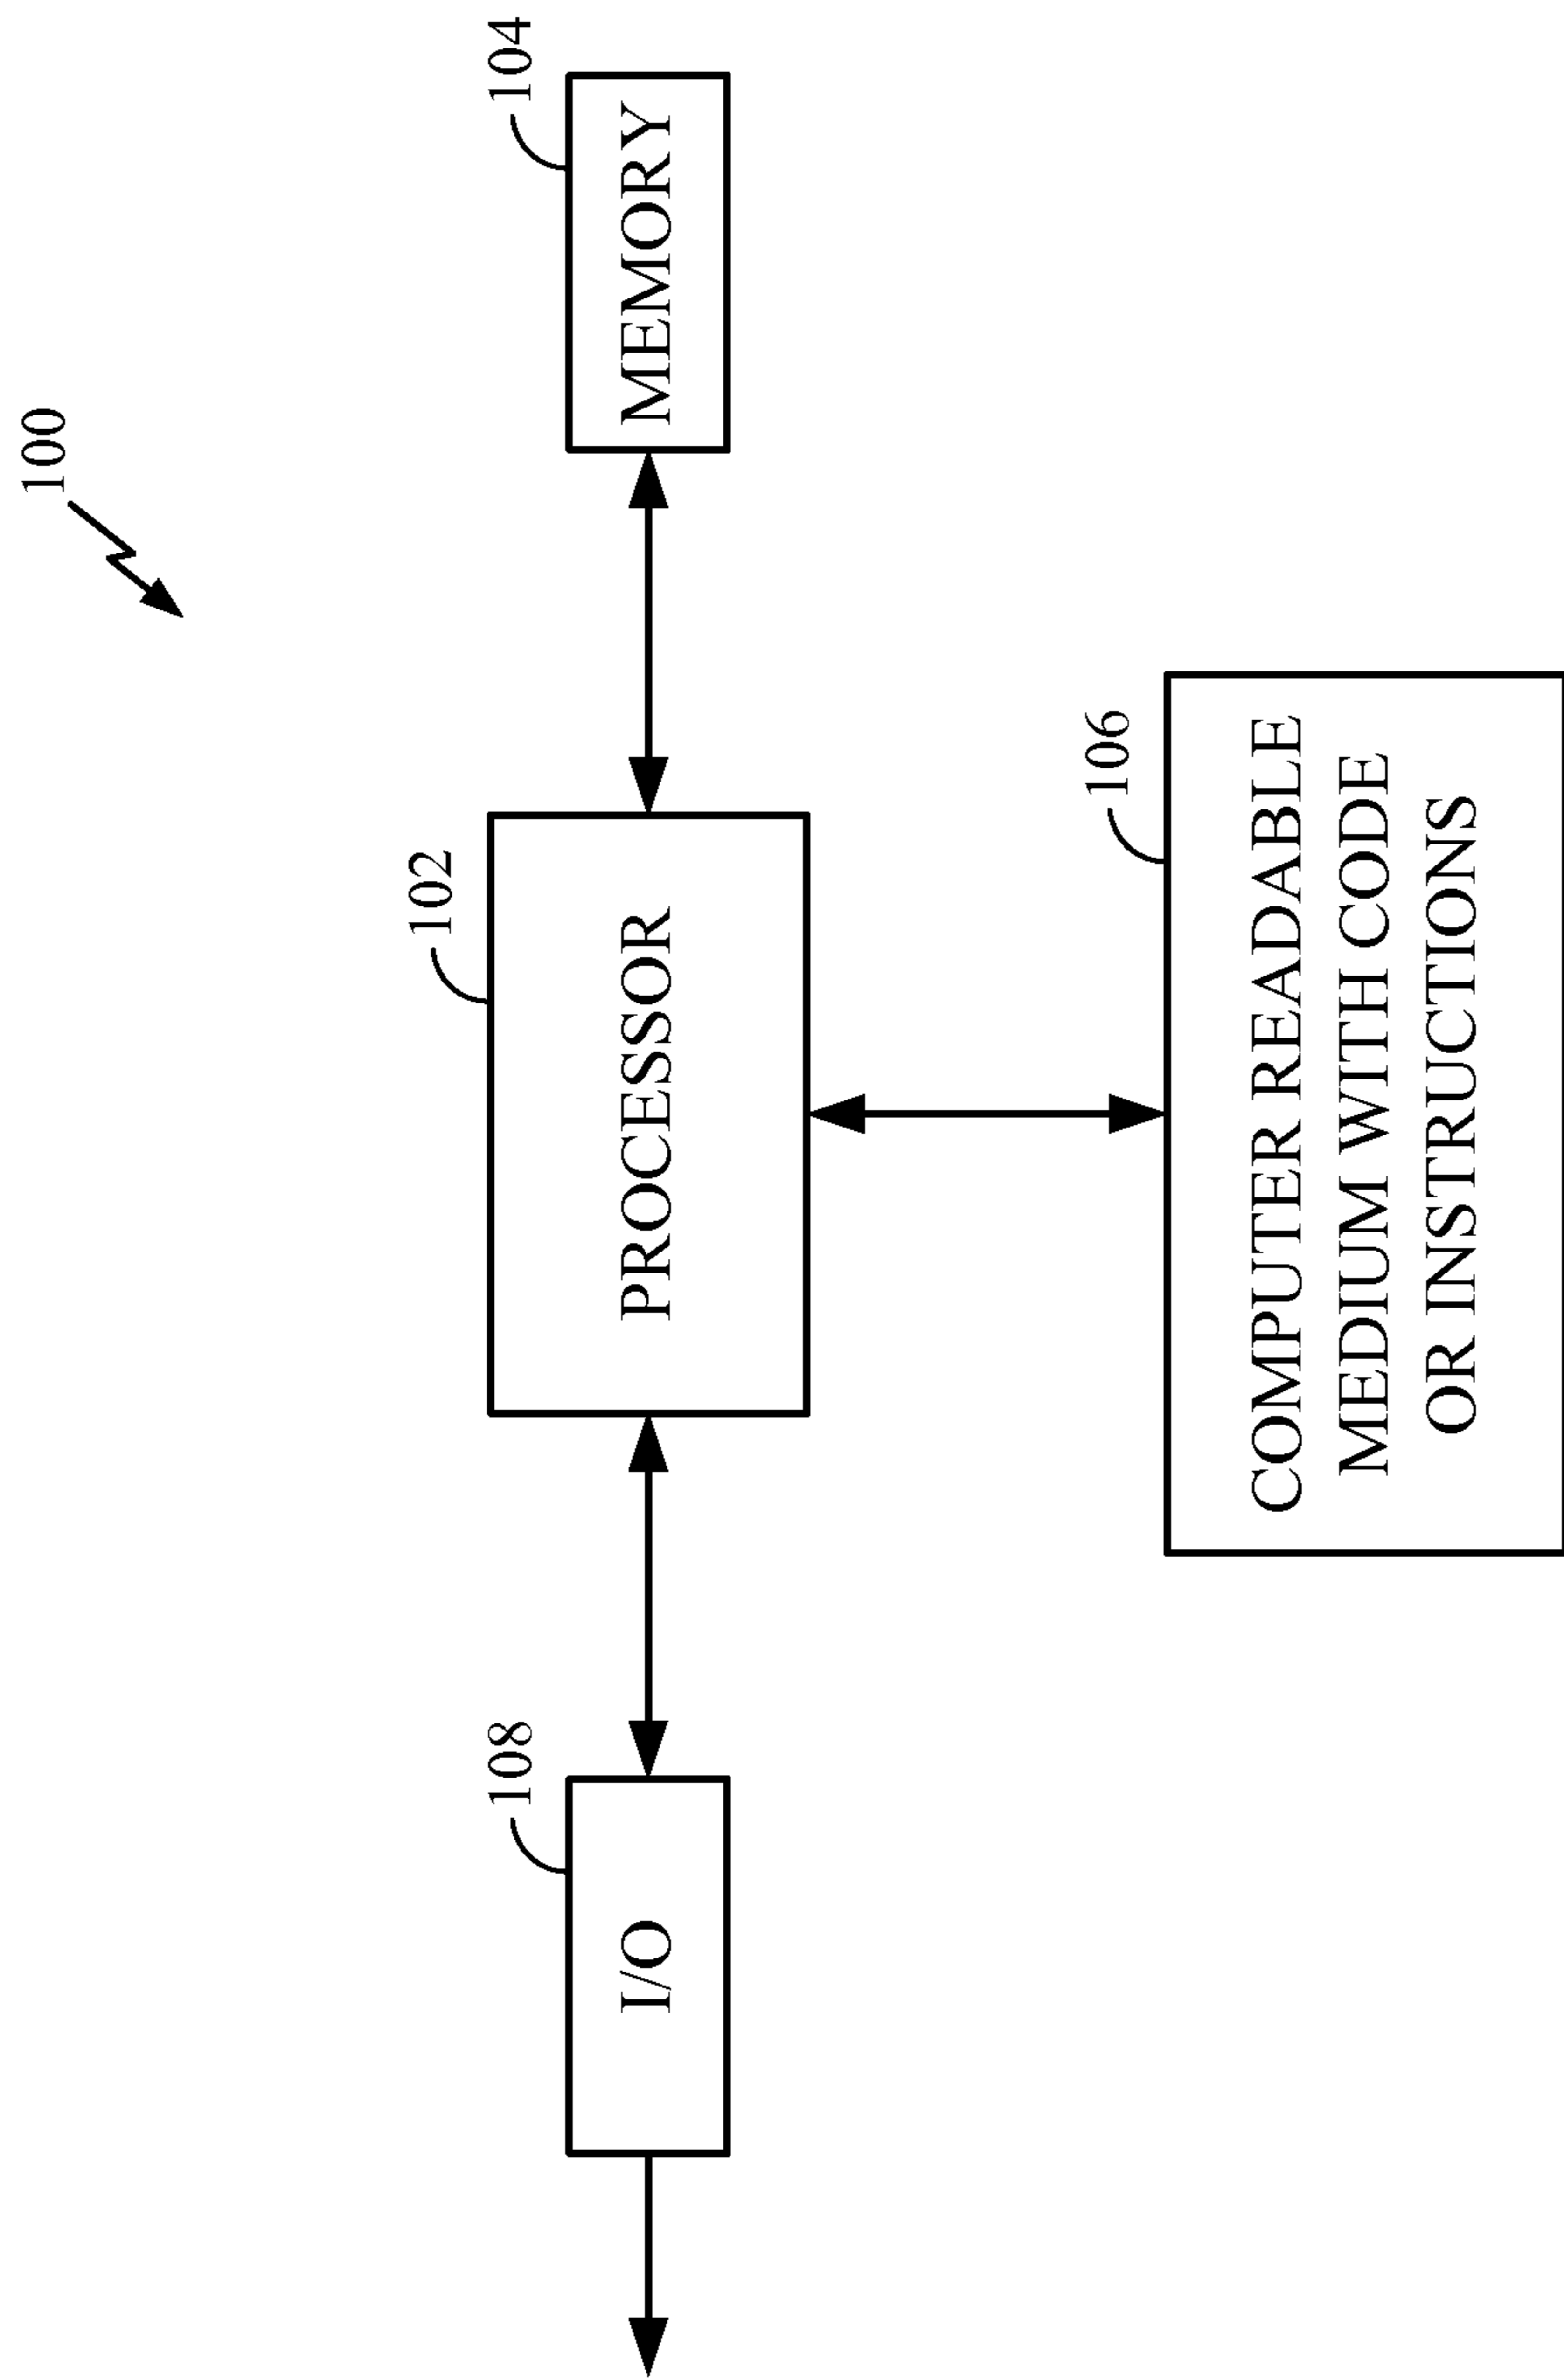 100
102
104
108
I/O
PROCESSOR
MEMORY
106
COMPUTER READABLE
MEDIUM WITH CODE
OR INSTRUCTIONS